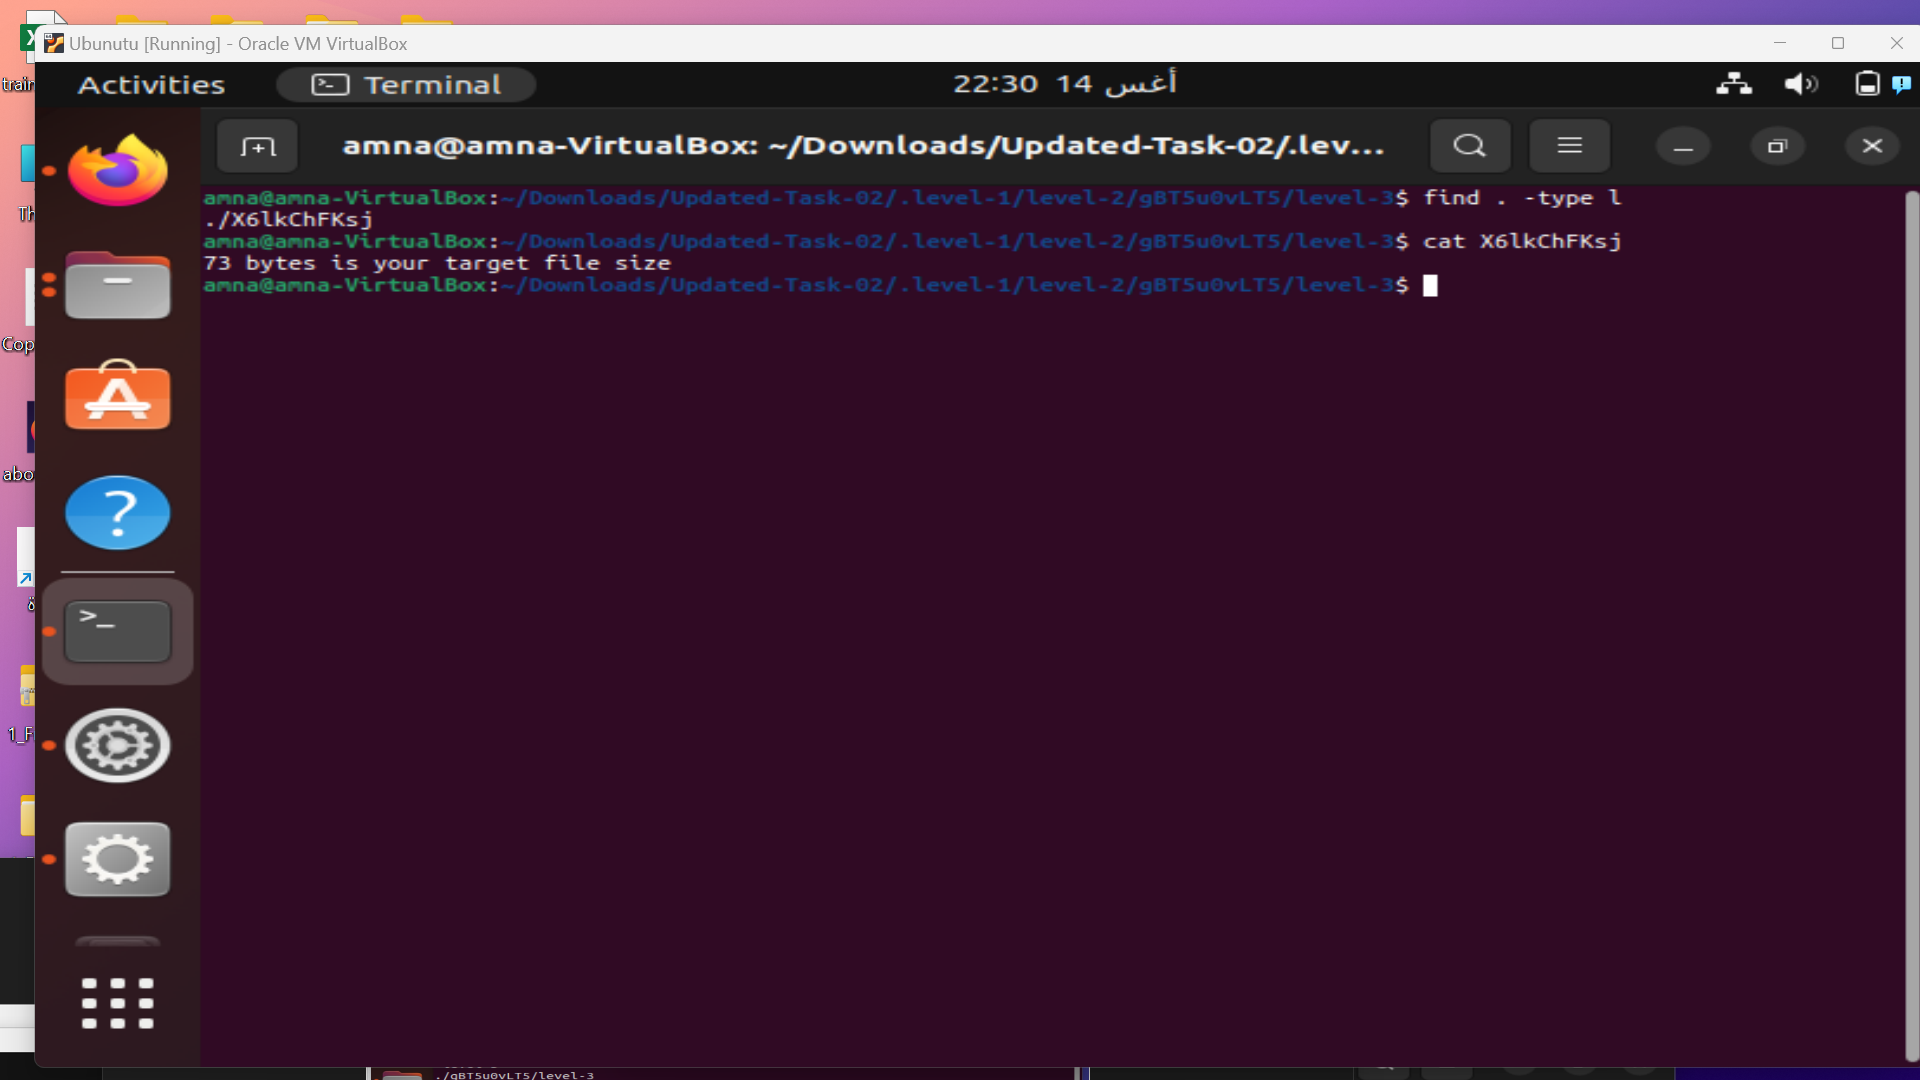 Ubunutu [Running] - Oracle VM VirtualBox
Activities
Terminal
22:30 14 أغس
amna@amna-VirtualBox: ~/Downloads/Updated-Task-02/.lev...
amna@amna-VirtualBox:~/Downloads/Updated-Task-02/.level-1/level-2/gBT5u0vLT5/level-3$ find . -type l
./X6lkChFKsj
amna@amna-VirtualBox:~/Downloads/Updated-Task-02/.level-1/level-2/gBT5u0vLT5/level-3$ cat X6lkChFKsj
73 bytes is your target file size
amna@amna-VirtualBox:~/Downloads/Updated-Task-02/.level-1/level-2/gBT5u0vLT5/level-3$
train
Th
Cop
abo
ة
1_F
./gBT5u0vLT5/level-3